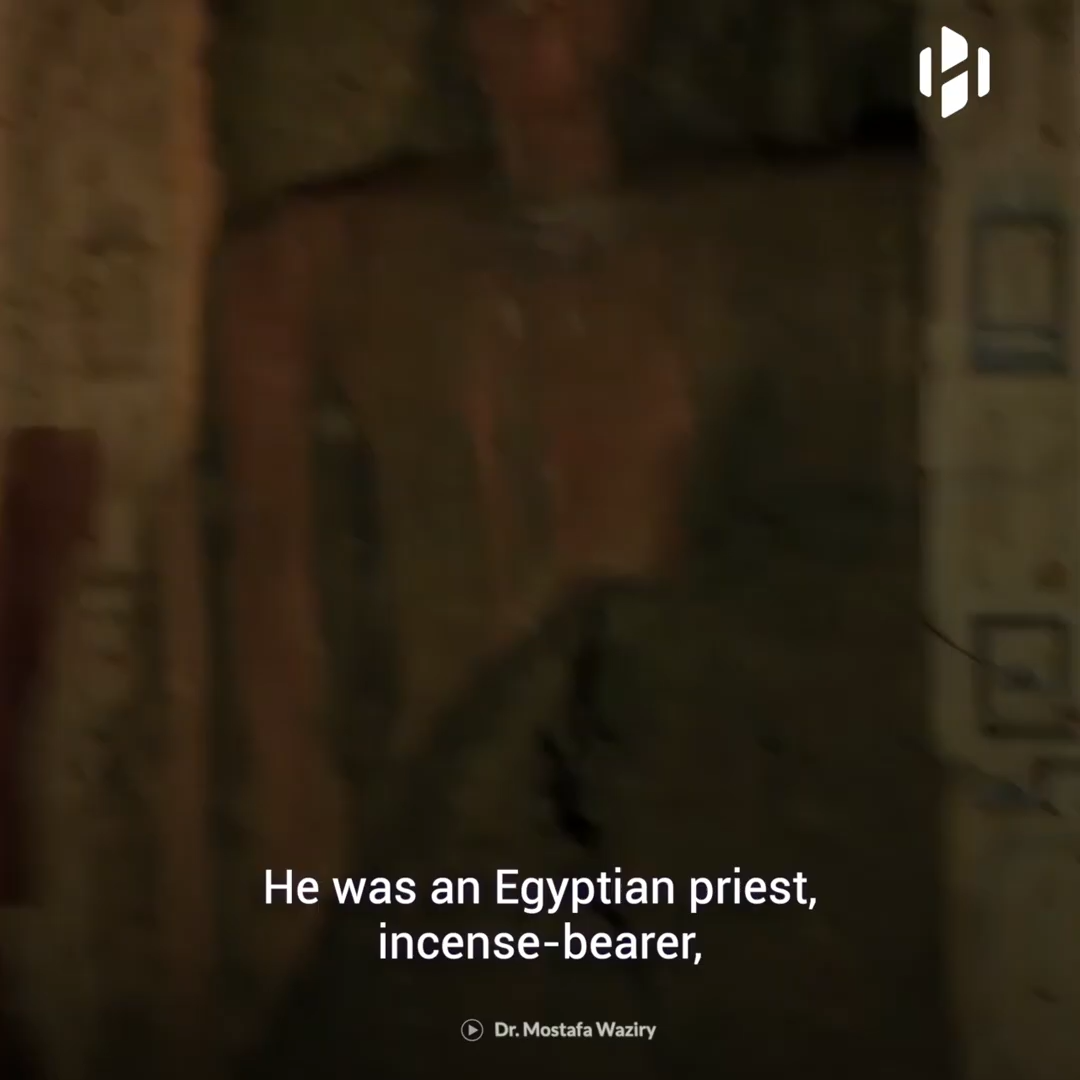 He was an Egyptian priest,
incense-bearer,
Dr. Mostafa Waziry